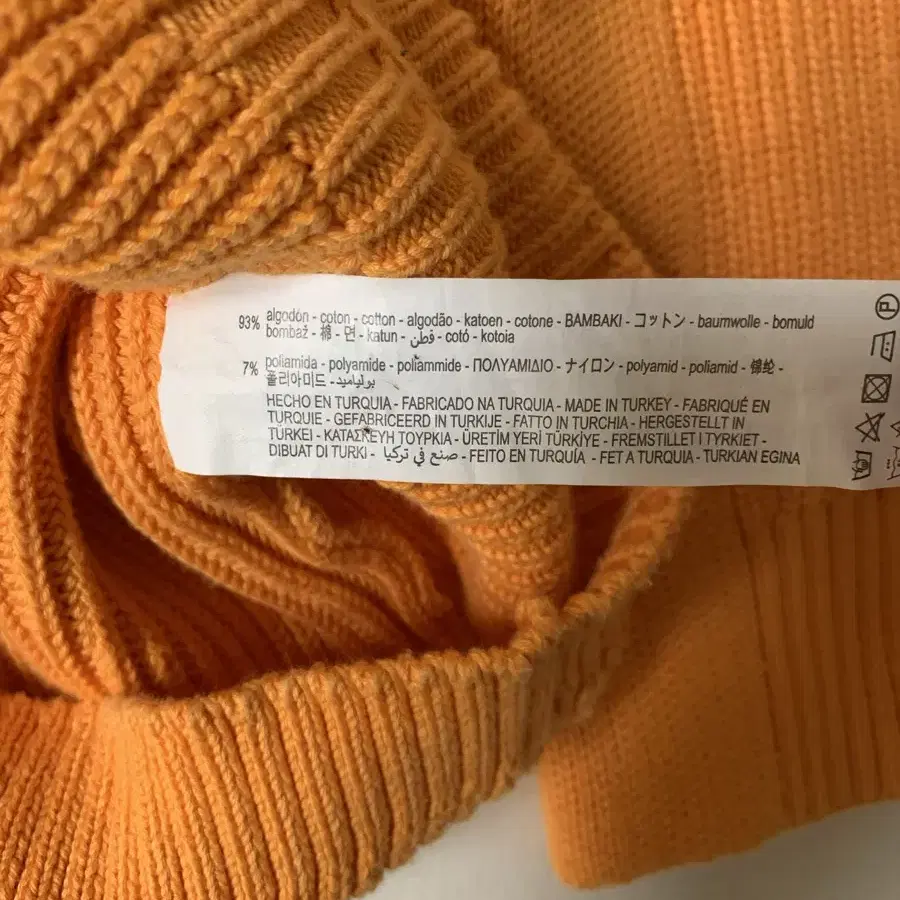 93% algodón - coton - cotton - algodão - katoen - cotone - BAMBAKI - コットン - baumwolle - bomuld
bombaž - 棉 - 면 - katun - قطن - cotó - kotoia
7% poliamida - polyamide - poliammide - ΠΟΛΥΑΜΙΔΙΟ - ナイロン - polyamid - poliamid - 锦纶 -
폴리아미드 - بولياميد
HECHO EN TURQUIA - FABRICADO NA TURQUIA - MADE IN TURKEY - FABRIQUÉ EN
TURQUIE - GEFABRICEERD IN TURKIJE - FATTO IN TURCHIA - HERGESTELLT IN
TÜRKEI - ΚΑΤΑΣΚΕΥΗ ΤΟΥΡΚΙΑ - ÜRETİM YERİ TÜRKİYE - FREMSTILLET I TYRKIET -
DIBUAT DI TURKI - صنع في تركيا - FEITO EN TURQUÍA - FET A TURQUIA - TURKIAN EGINA
P